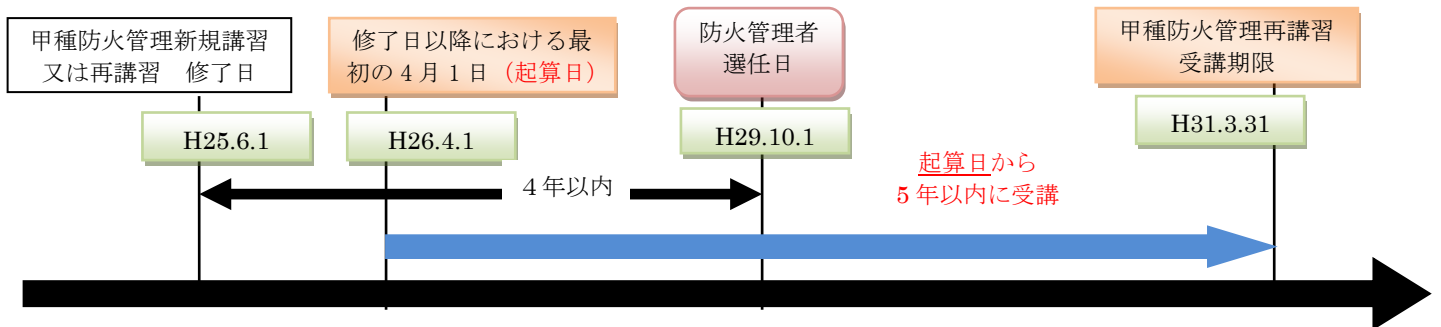 甲種防火管理新規講習
又は再講習　修了日
修了日以降における最
初の4月1日（起算日）
防火管理者
選任日
甲種防火管理再講習
受講期限
H25.6.1
H26.4.1
H29.10.1
H31.3.31
4年以内
起算日から
5年以内に受講